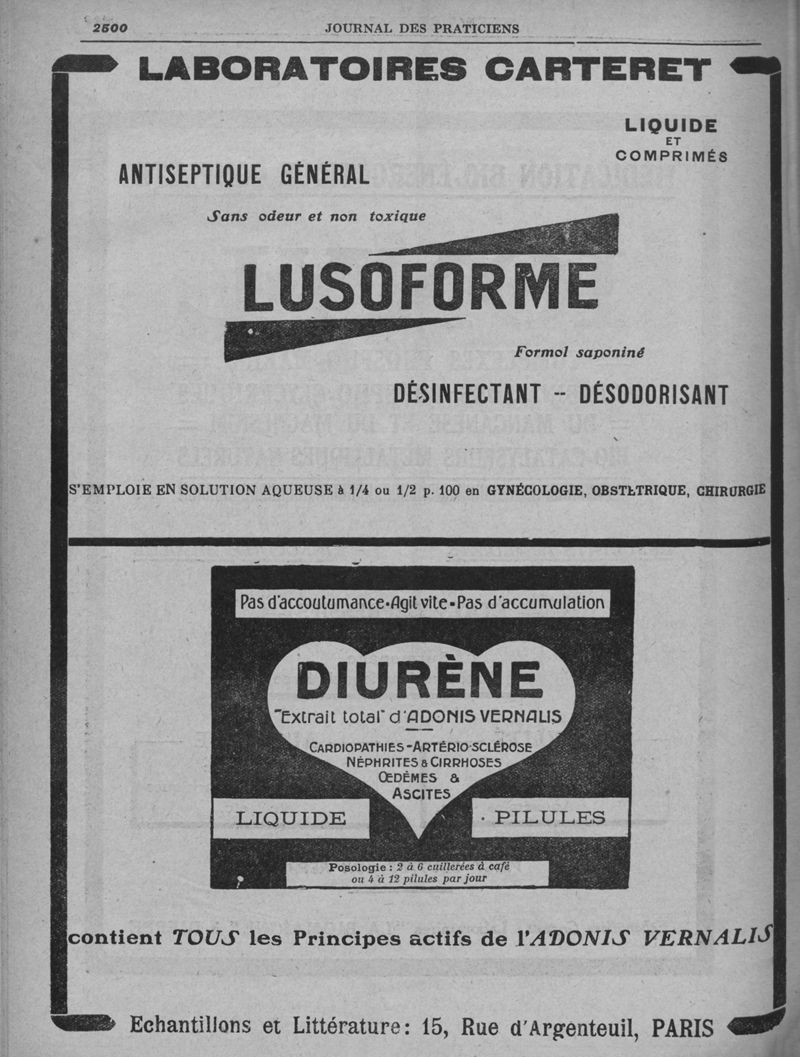 2500
JOURNAL DES PRATICIENS
LABORATOIRES CARTERET
LIQUIDE
ET
COMPRIMÉS
ANTISEPTIQUE GÉNÉRAL
Sans odeur et non toxique
LUSOFORME
Formol saponiné
DÉSINFECTANT -- DÉSODORISANT
S'EMPLOIE EN SOLUTION AQUEUSE à 1/4 ou 1/2 p. 100 en GYNÉCOLOGIE, OBSTÉTRIQUE, CHIRURGIE
Pas d'accoutumance-Agit vite-Pas d'accumulation
DIURÈNE
"Extrait total" d'ADONIS VERNALIS
CARDIOPATHIES-ARTÉRIO-SCLÉROSE
NÉPHRITES & CIRRHOSES
ŒDÈMES &
ASCITES
LIQUIDE
PILULES
Posologie : 2 à 6 cuillerées à café
ou 4 à 12 pilules par jour
contient TOUS les Principes actifs de l'ADONIS VERNALIS
Echantillons et Littérature: 15, Rue d'Argenteuil, PARIS